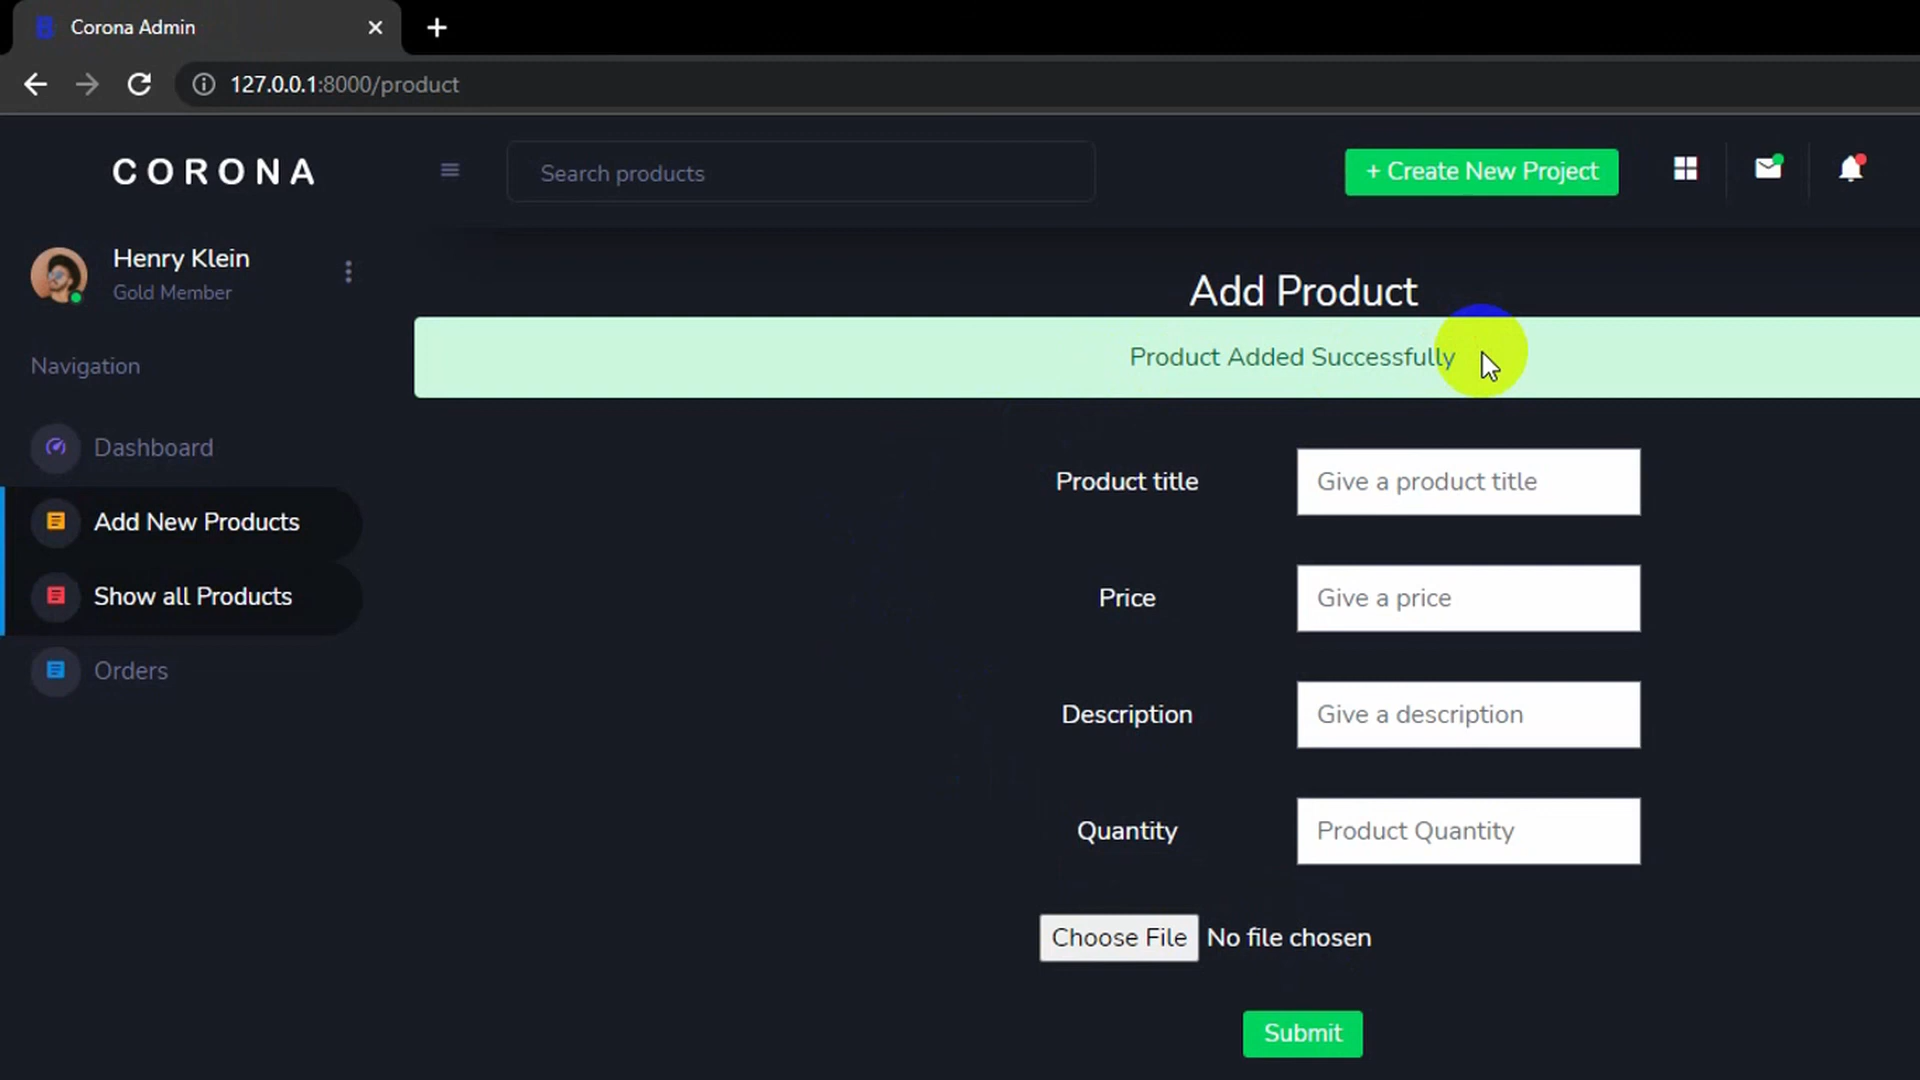 Corona Admin
127.0.0.1:8000/product
CORONA
Search products
+ Create New Project
Henry Klein
Gold Member
Navigation
Dashboard
Add New Products
Show all Products
Orders
Add Product
Product Added Successfully
Product title
Give a product title
Price
Give a price
Description
Give a description
Quantity
Product Quantity
Choose File No file chosen
Submit